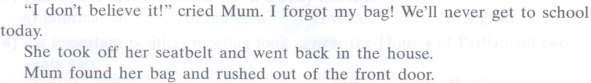 "I don't believe it!" cried Mum. I forgot my bag! We'll never get to school
today.
She took off her seatbelt and went back in the house.
Mum found her bag and rushed out of the front door.